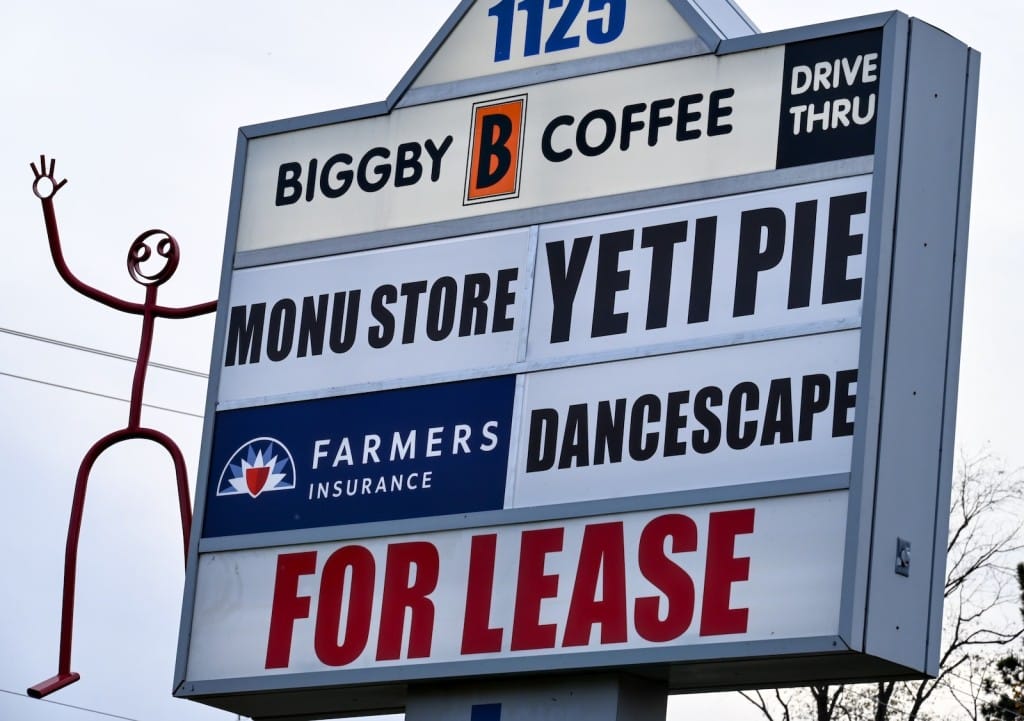 1125
BIGGBY B COFFEE
DRIVE
THRU
MONU STORE
YETI PIE
FARMERS
INSURANCE
DANCESCAPE
FOR LEASE